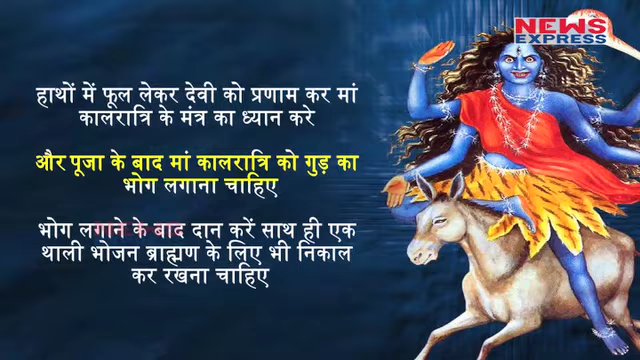 NEWS
EXPRESS
हाथों में फूल लेकर देवी को प्रणाम कर मां
कालरात्रि के मंत्र का ध्यान करे
और पूजा के बाद मां कालरात्रि को गुड़ का
भोग लगाना चाहिए
भोग लगाने के बाद दान करें साथ ही एक
थाली भोजन ब्राह्मण के लिए भी निकाल
कर रखना चाहिए